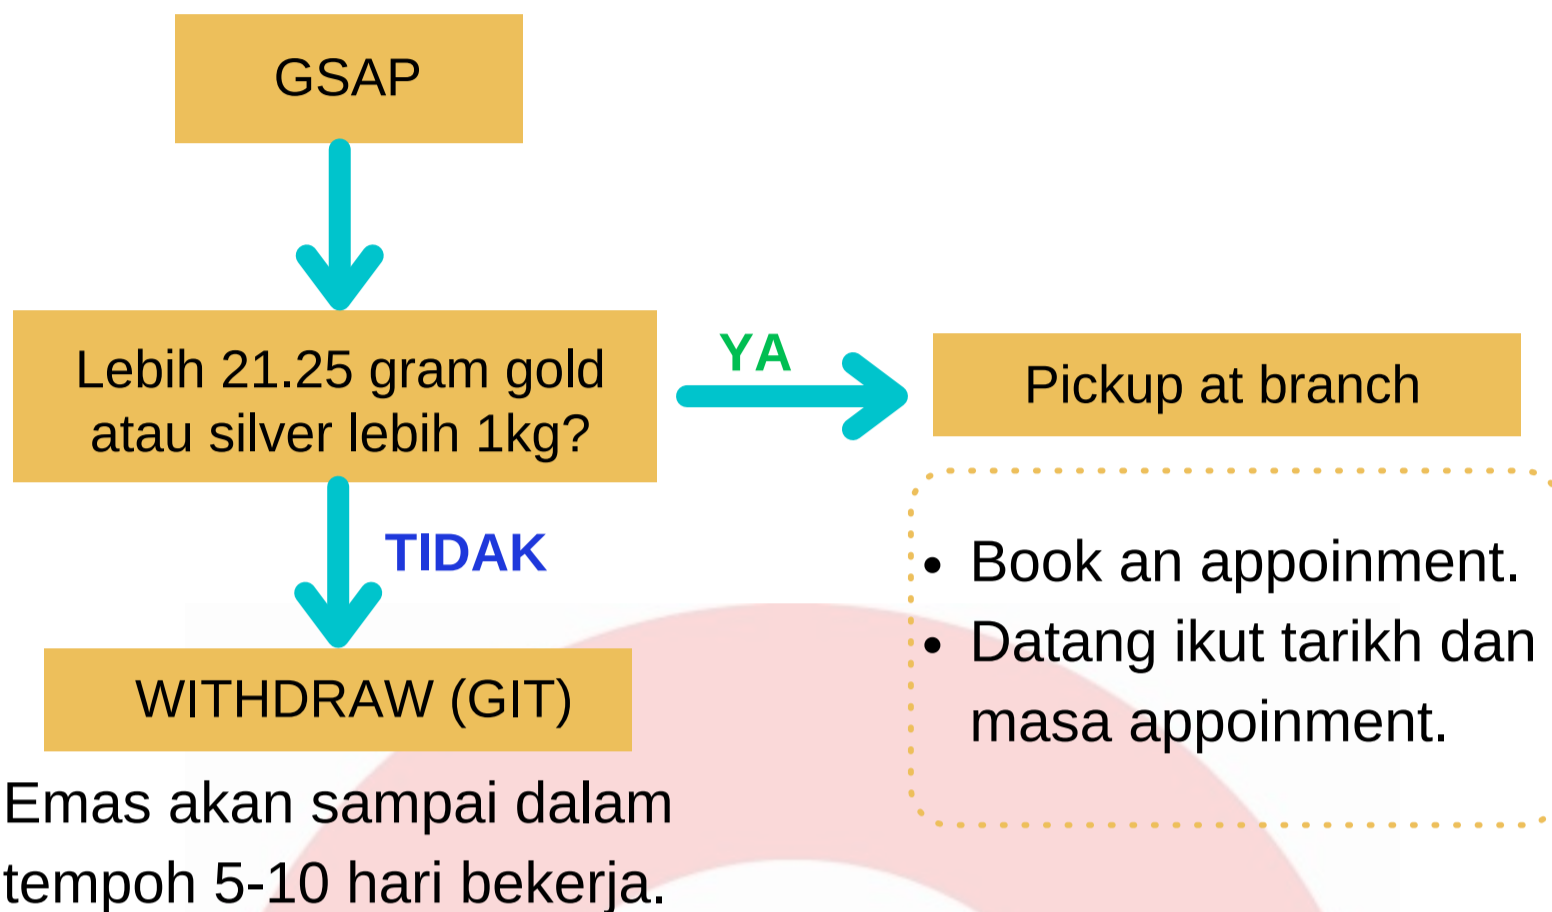 GSAP
Lebih 21.25 gram gold
atau silver lebih 1kg?
YA
Pickup at branch
• Book an appoinment.
• Datang ikut tarikh dan
masa appoinment.
TIDAK
WITHDRAW (GIT)
Emas akan sampai dalam
tempoh 5-10 hari bekerja.